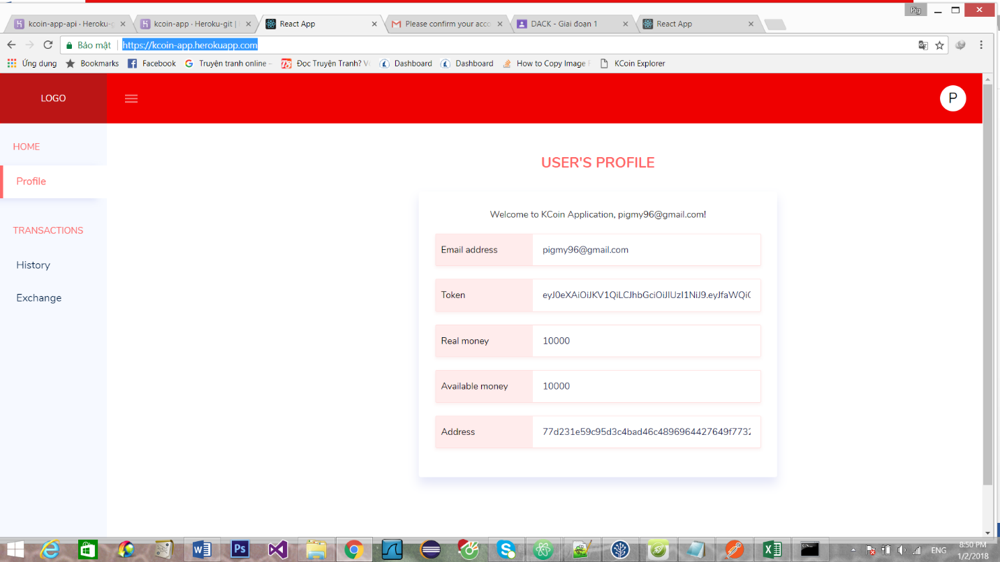 Pig
kcoin-app-api · Heroku-g
kcoin-app · Heroku-git |
React App
Please confirm your acco
DACK - Giai đoạn 1
React App
Bảo mật
https://kcoin-app.herokuapp.com
Ứng dụng
Bookmarks
Facebook
Truyện tranh online -
Đọc Truyện Tranh? V
Dashboard
Dashboard
How to Copy Image F
KCoin Explorer
LOGO
P
HOME
Profile
TRANSACTIONS
History
Exchange
USER'S PROFILE
Welcome to KCoin Application, pigmy96@gmail.com!
Email address pigmy96@gmail.com
Token eyJ0eXAiOiJKV1QiLCJhbGciOiJIUzI1NiJ9.eyJfaWQiO
Real money 10000
Available money 10000
Address 77d231e59c95d3c4bad46c4896964427649f7732
ENG
8:50 PM
1/2/2018